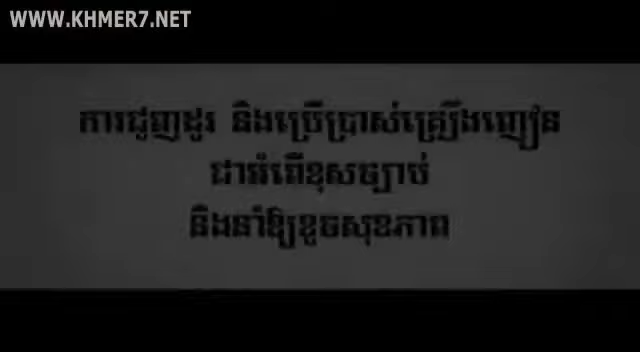 WWW.KHMER7.NET
ការជួញដូរ និងប្រើប្រាស់គ្រឿងញៀន
ជាអំពើខុសច្បាប់
និងនាំឱ្យខូចសុខភាព